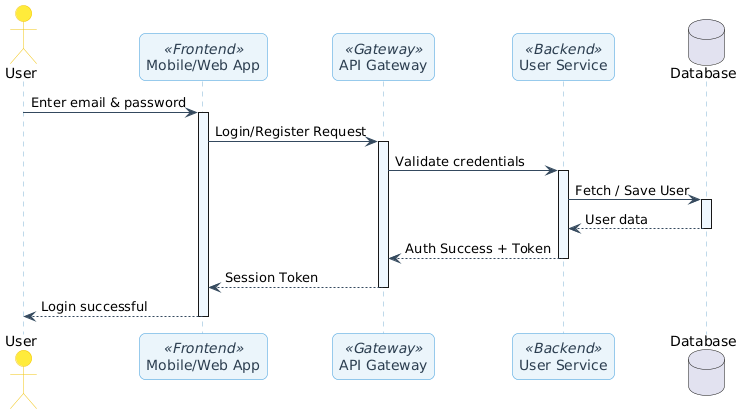 User
«Frontend»
Mobile/Web App
«Gateway»
API Gateway
«Backend»
User Service
Database
Enter email & password
Login/Register Request
Validate credentials
Fetch / Save User
User data
Auth Success + Token
Session Token
Login successful
User
«Frontend»
Mobile/Web App
«Gateway»
API Gateway
«Backend»
User Service
Database